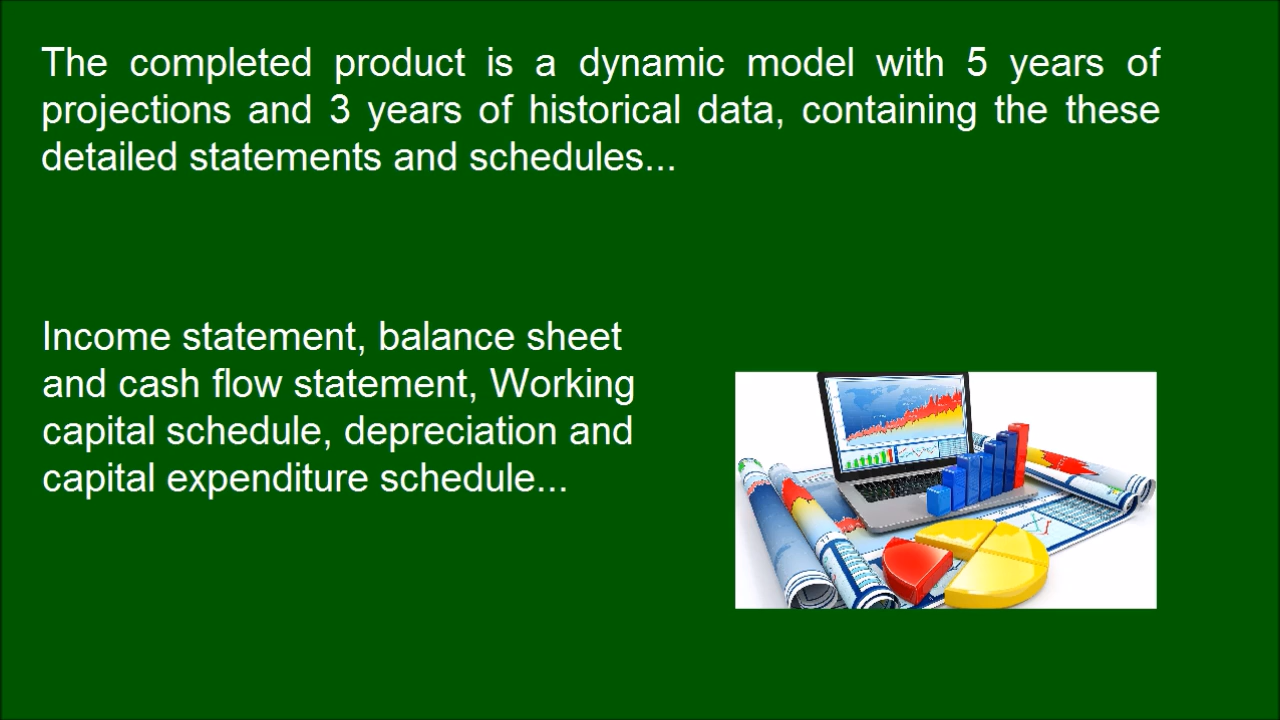 The completed product is a dynamic model with 5 years of
projections and 3 years of historical data, containing the these
detailed statements and schedules...
Income statement, balance sheet
and cash flow statement, Working
capital schedule, depreciation and
capital expenditure schedule...